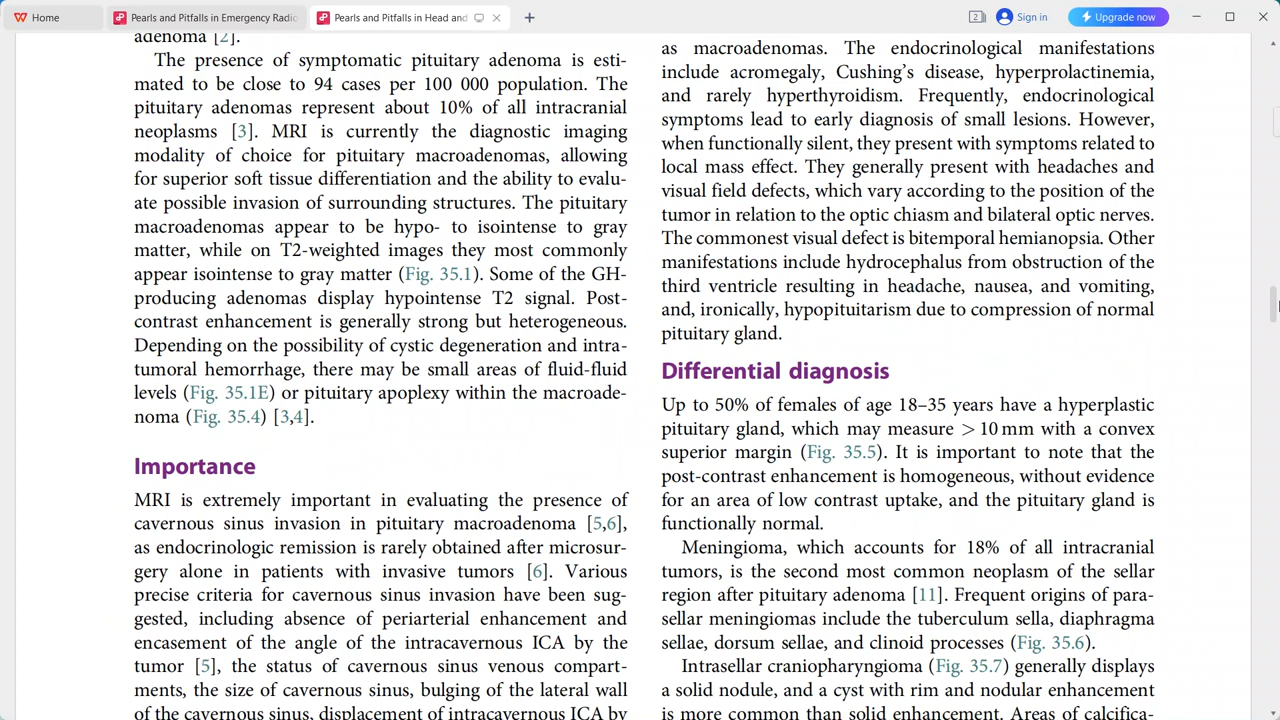 Home
Pearls and Pitfalls in Emergency Radio
Pearls and Pitfalls in Head and
2
Sign in
Upgrade now
adenoma [2].
The presence of symptomatic pituitary adenoma is esti-
mated to be close to 94 cases per 100 000 population. The
pituitary adenomas represent about 10% of all intracranial
neoplasms [3]. MRI is currently the diagnostic imaging
modality of choice for pituitary macroadenomas, allowing
for superior soft tissue differentiation and the ability to evalu-
ate possible invasion of surrounding structures. The pituitary
macroadenomas appear to be hypo- to isointense to gray
matter, while on T2-weighted images they most commonly
appear isointense to gray matter (Fig. 35.1). Some of the GH-
producing adenomas display hypointense T2 signal. Post-
contrast enhancement is generally strong but heterogeneous.
Depending on the possibility of cystic degeneration and intra-
tumoral hemorrhage, there may be small areas of fluid-fluid
levels (Fig. 35.1E) or pituitary apoplexy within the macroade-
noma (Fig. 35.4) [3,4].
Importance
MRI is extremely important in evaluating the presence of
cavernous sinus invasion in pituitary macroadenoma [5,6],
as endocrinologic remission is rarely obtained after microsur-
gery alone in patients with invasive tumors [6]. Various
precise criteria for cavernous sinus invasion have been sug-
gested, including absence of periarterial enhancement and
encasement of the angle of the intracavernous ICA by the
tumor [5], the status of cavernous sinus venous compart-
ments, the size of cavernous sinus, bulging of the lateral wall
of the cavernous sinus, displacement of intracavernous ICA by
as macroadenomas. The endocrinological manifestations
include acromegaly, Cushing's disease, hyperprolactinemia,
and rarely hyperthyroidism. Frequently, endocrinological
symptoms lead to early diagnosis of small lesions. However,
when functionally silent, they present with symptoms related to
local mass effect. They generally present with headaches and
visual field defects, which vary according to the position of the
tumor in relation to the optic chiasm and bilateral optic nerves.
The commonest visual defect is bitemporal hemianopsia. Other
manifestations include hydrocephalus from obstruction of the
third ventricle resulting in headache, nausea, and vomiting,
and, ironically, hypopituitarism due to compression of normal
pituitary gland.
Differential diagnosis
Up to 50% of females of age 18–35 years have a hyperplastic
pituitary gland, which may measure > 10 mm with a convex
superior margin (Fig. 35.5). It is important to note that the
post-contrast enhancement is homogeneous, without evidence
for an area of low contrast uptake, and the pituitary gland is
functionally normal.
Meningioma, which accounts for 18% of all intracranial
tumors, is the second most common neoplasm of the sellar
region after pituitary adenoma [11]. Frequent origins of para-
sellar meningiomas include the tuberculum sella, diaphragma
sellae, dorsum sellae, and clinoid processes (Fig. 35.6).
Intrasellar craniopharyngioma (Fig. 35.7) generally displays
a solid nodule, and a cyst with rim and nodular enhancement
is more common than solid enhancement. Areas of calcifica-